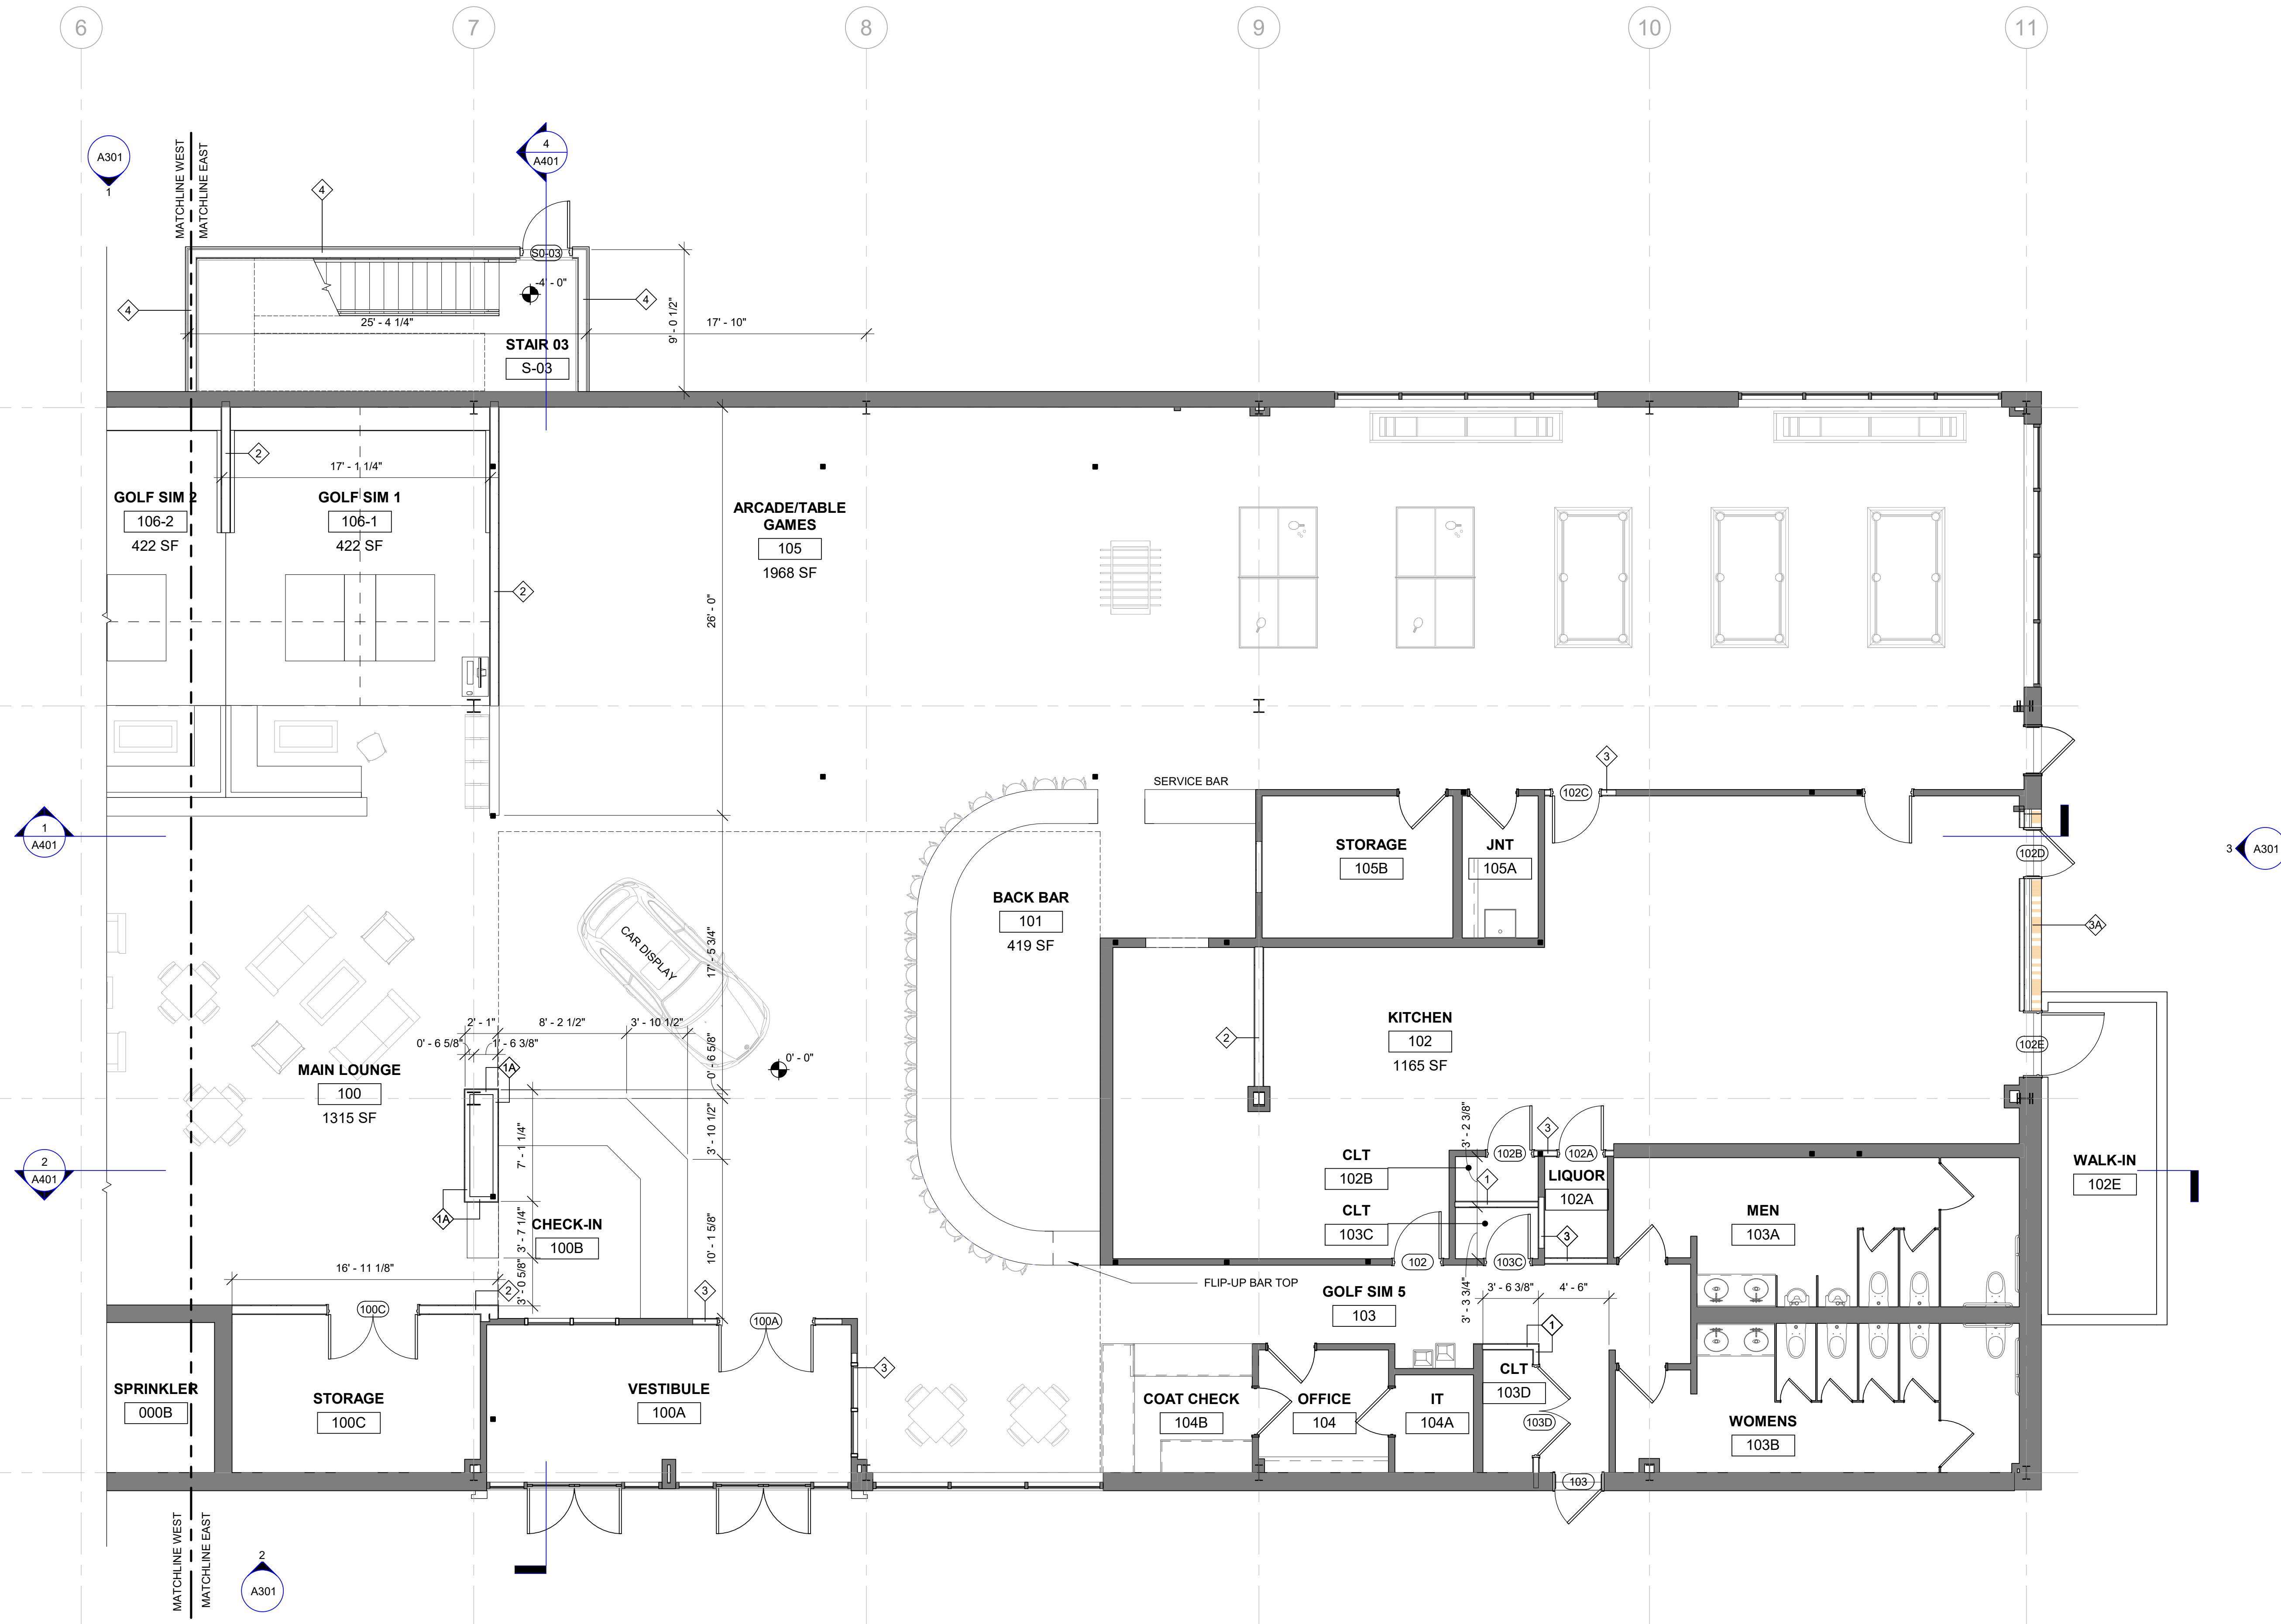 6
7
8
9
10
11
MATCHLINE WEST
MATCHLINE EAST
A301
1
4
A401
4
S0-03
-4' - 0"
4
4
25' - 4 1/4"
17' - 10"
9' - 0 1/2"
STAIR 03
S-03
2
17' - 1 1/4"
GOLF SIM 2
106-2
422 SF
GOLF SIM 1
106-1
422 SF
ARCADE/TABLE
GAMES
105
1968 SF
2
26' - 0"
3
SERVICE BAR
102C
1
A401
STORAGE
105B
JNT
105A
102D
3
A301
BACK BAR
101
419 SF
3A
CAR DISPLAY
17' - 5 3/4"
KITCHEN
102
1165 SF
2
102E
2' - 1"
8' - 2 1/2"
3' - 10 1/2"
0' - 6 5/8"
1' - 6 3/8"
0' - 6 5/8"
0' - 0"
1A
MAIN LOUNGE
100
1315 SF
3' - 10 1/2"
7' - 1 1/4"
3' - 2 3/8"
3
102B
102A
CLT
102B
1
LIQUOR
102A
2
A401
WALK-IN
102E
1A
CHECK-IN
100B
3' - 7 1/4"
10' - 1 5/8"
CLT
103C
3
MEN
103A
102
103C
16' - 11 1/8"
3' - 0 5/8"
2
FLIP-UP BAR TOP
GOLF SIM 5
103
3' - 3 3/4"
3' - 6 3/8"
4' - 6"
100C
3
100A
1
3
SPRINKLER
000B
STORAGE
100C
VESTIBULE
100A
COAT CHECK
104B
OFFICE
104
IT
104A
CLT
103D
103D
WOMENS
103B
103
MATCHLINE WEST
MATCHLINE EAST
2
A301